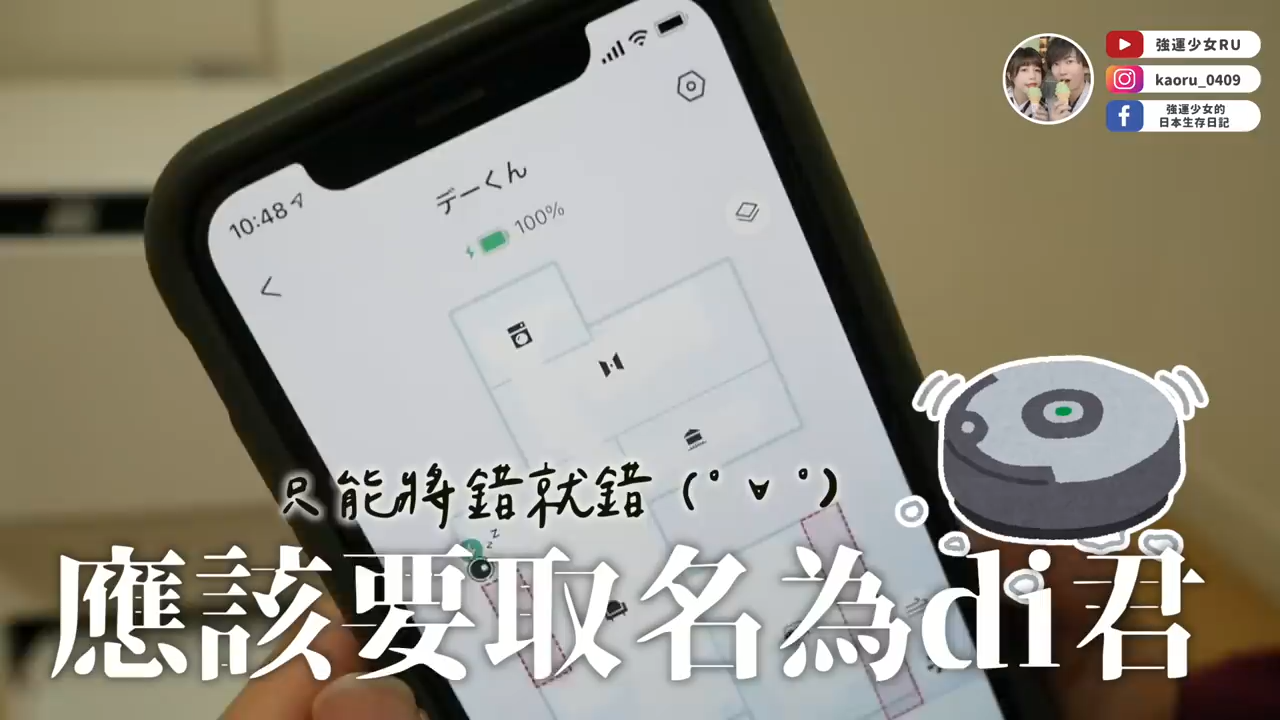 強運少女RU
kaoru_0409
強運少女的
日本生存日記
10:48
デーくん
100%
只能將錯就錯 (ﾟ∀ﾟ)
z
z
應該要取名為di君